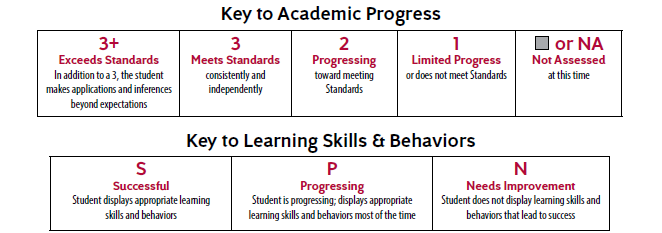 Key to Academic Progress
3+
Exceeds Standards
In addition to a 3, the student
makes applications and inferences
beyond expectations
3
Meets Standards
consistently and
independently
2
Progressing
toward meeting
Standards
1
Limited Progress
or does not meet Standards
or NA
Not Assessed
at this time
Key to Learning Skills & Behaviors
S
Successful
Student displays appropriate learning
skills and behaviors
P
Progressing
Student is progressing; displays appropriate
learning skills and behaviors most of the time
N
Needs Improvement
Student does not display learning skills and
behaviors that lead to success